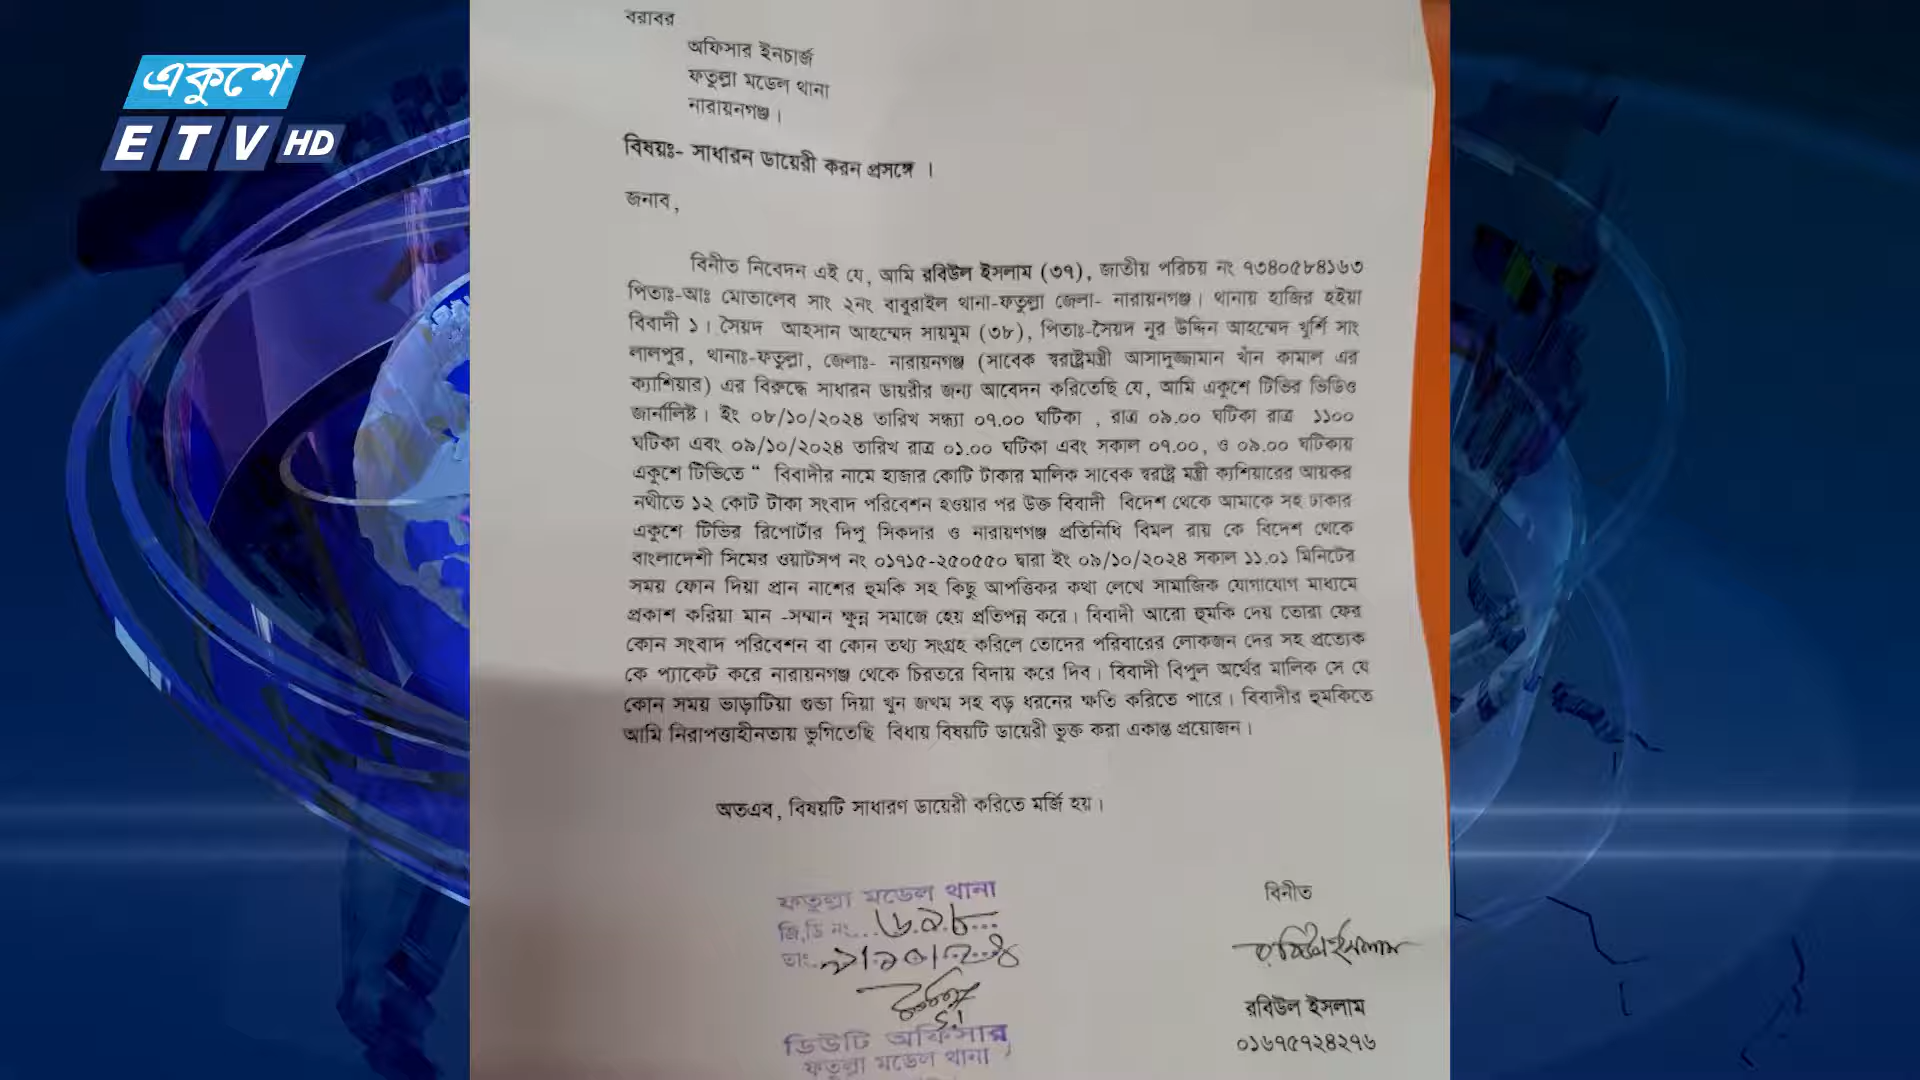 একুশে
ETV HD
বরাবর
অফিসার ইনচার্জ
ফতুল্লা মডেল থানা
নারায়নগঞ্জ।
বিষয়ঃ- সাধারন ডায়েরী করন প্রসঙ্গে ।
জনাব,
বিনীত নিবেদন এই যে, আমি রবিউল ইসলাম (৩৭), জাতীয় পরিচয় নং ৭৩৪০৫৮৪১৬৩
পিতাঃ-আঃ মোতালেব সাং ২নং বাবুরাইল থানা-ফতুল্লা জেলা- নারায়নগঞ্জ। থানায় হাজির হইয়া
বিবাদী ১। সৈয়দ আহসান আহম্মেদ সায়মুম (৩৮), পিতাঃ-সৈয়দ নূর উদ্দিন আহম্মেদ খুর্শি সাং
লালপুর, থানাঃ-ফতুল্লা, জেলাঃ- নারায়নগঞ্জ (সাবেক স্বরাষ্ট্রমন্ত্রী আসাদুজ্জামান খাঁন কামাল এর
ক্যাশিয়ার) এর বিরুদ্ধে সাধারন ডায়রীর জন্য আবেদন করিতেছি যে, আমি একুশে টিভির ভিডিও
জার্নালিষ্ট। ইং ০৮/১০/২০২৪ তারিখ সন্ধ্যা ০৭.০০ ঘটিকা , রাত্র ০৯.০০ ঘটিকা রাত্র ১১০০
ঘটিকা এবং ০৯/১০/২০২৪ তারিখ রাত্র ০১.০০ ঘটিকা এবং সকাল ০৭.০০, ও ০৯.০০ ঘটিকায়
একুশে টিভিতে “ বিবাদীর নামে হাজার কোটি টাকার মালিক সাবেক স্বরাষ্ট্র মন্ত্রী ক্যশিয়ারের আয়কর
নথীতে ১২ কোট টাকা সংবাদ পরিবেশন হওয়ার পর উক্ত বিবাদী বিদেশ থেকে আমাকে সহ ঢাকার
একুশে টিভির রিপোর্টার দিপু সিকদার ও নারায়ণগঞ্জ প্রতিনিধি বিমল রায় কে বিদেশ থেকে
বাংলাদেশী সিমের ওয়াটসপ নং ০১৭১৫-২৫০৫৫০ দ্বারা ইং ০৯/১০/২০২৪ সকাল ১১.০১ মিনিটের
সময় ফোন দিয়া প্রান নাশের হুমকি সহ কিছু আপত্তিকর কথা লেখে সামাজিক যোগাযোগ মাধ্যমে
প্রকাশ করিয়া মান -সম্মান ক্ষুন্ন সমাজে হেয় প্রতিপন্ন করে। বিবাদী আরো হুমকি দেয় তোরা ফের
কোন সংবাদ পরিবেশন বা কোন তথ্য সংগ্রহ করিলে তোদের পরিবারের লোকজন দের সহ প্রত্যেক
কে প্যাকেট করে নারায়নগঞ্জ থেকে চিরতরে বিদায় করে দিব। বিবাদী বিপুল অর্থের মালিক সে যে
কোন সময় ভাড়াটিয়া গুন্ডা দিয়া খুন জখম সহ বড় ধরনের ক্ষতি করিতে পারে। বিবাদীর হুমকিতে
আমি নিরাপত্তাহীনতায় ভুগিতেছি বিধায় বিষয়টি ডায়েরী ভুক্ত করা একান্ত প্রয়োজন।
অতএব, বিষয়টি সাধারণ ডায়েরী করিতে মর্জি হয়।
ফতুল্লা মডেল থানা
জি,ডি নং...৬২৮...
তাং..৯/১০/২৪
S.I
ডিউটি অফিসার
ফতুল্লা মডেল থানা
বিনীত
রবিউল ইসলাম
রবিউল ইসলাম
০১৬৭৫৭২৪২৭৬